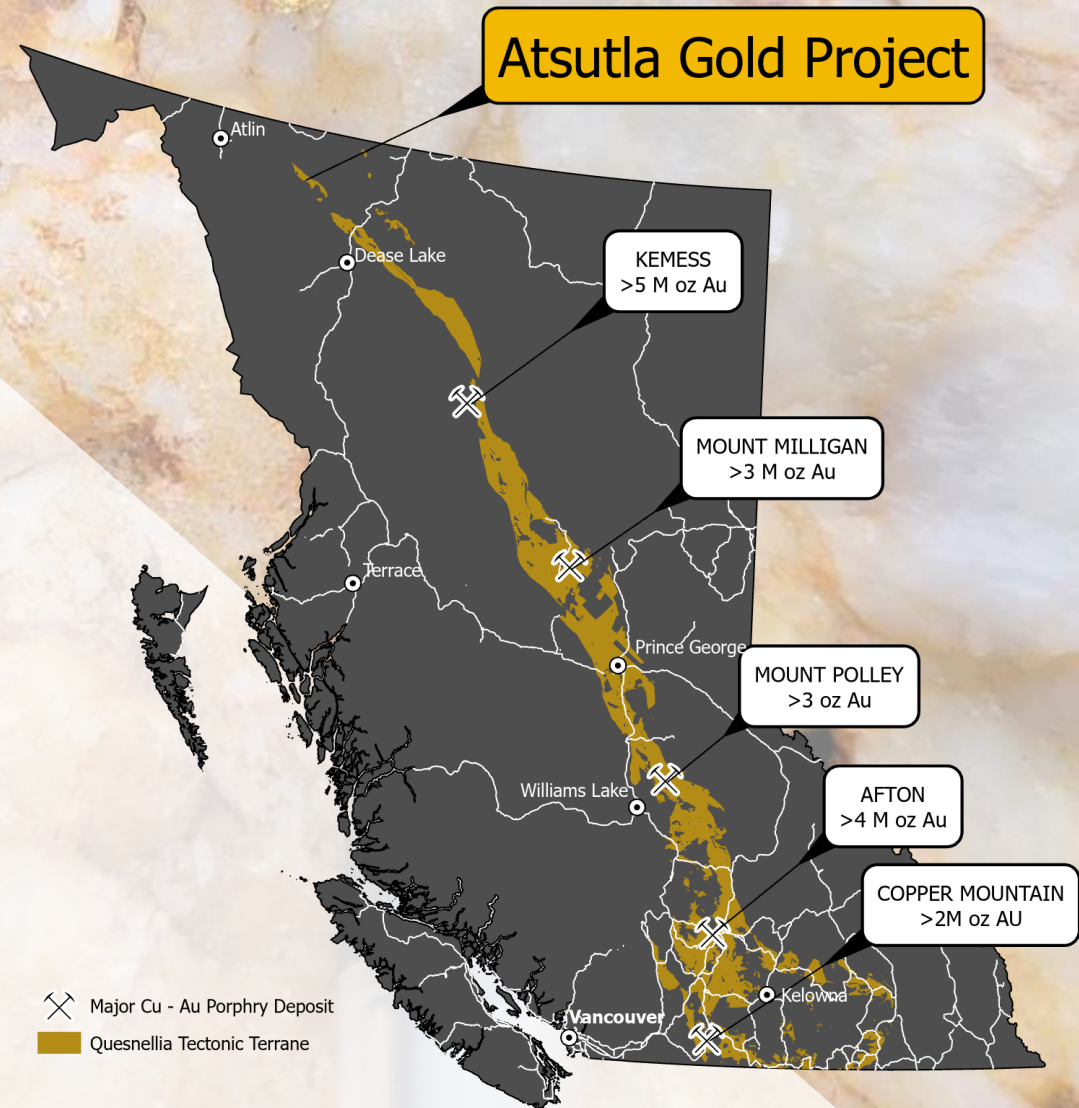 Atsutla Gold Project
Atlin
Dease Lake
KEMESS
>5 M oz Au
MOUNT MILLIGAN
>3 M oz Au
Terrace
Prince George
MOUNT POLLEY
>3 oz Au
Williams Lake
AFTON
>4 M oz Au
COPPER MOUNTAIN
>2M oz AU
Kelowna
Vancouver
Major Cu - Au Porphry Deposit
Quesnellia Tectonic Terrane